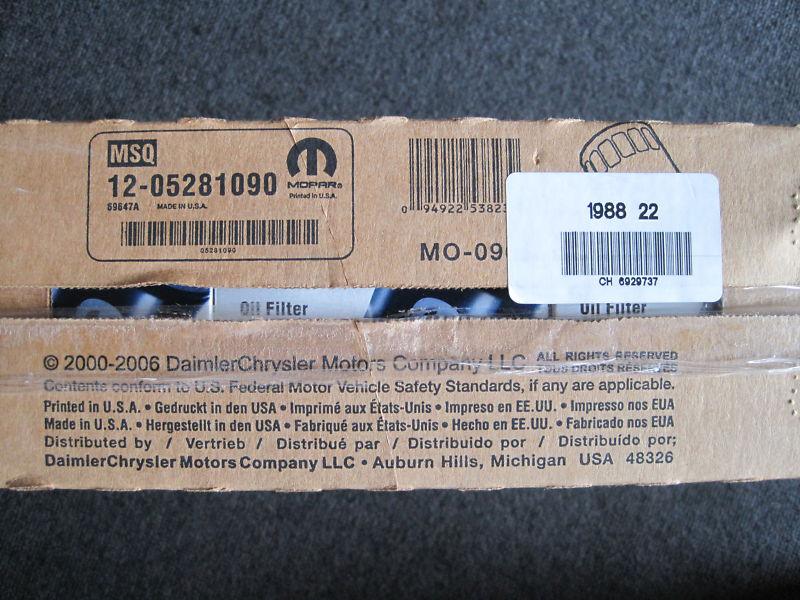 MSQ
12-05281090
69647A MADE IN U.S.A.
05281090
MOPAR®
Printed in U.S.A.
0 94922 5382
MO-09
1988 22
CH 6929737
Oil Filter
Oil Filter
© 2000-2006 DaimlerChrysler Motors Company LLC ALL RIGHTS RESERVED
TOUS DROITS RÉSERVÉS
Contents conform to U.S. Federal Motor Vehicle Safety Standards, if any are applicable.
Printed in U.S.A. • Gedruckt in den USA • Imprimé aux États-Unis • Impreso en EE.UU. • Impresso nos EUA
Made in U.S.A. • Hergestellt in den USA • Fabriqué aux États-Unis • Hecho en EE.UU. • Fabricado nos EUA
Distributed by / Vertrieb / Distribué par / Distribuido por / Distribuído por;
DaimlerChrysler Motors Company LLC • Auburn Hills, Michigan USA 48326